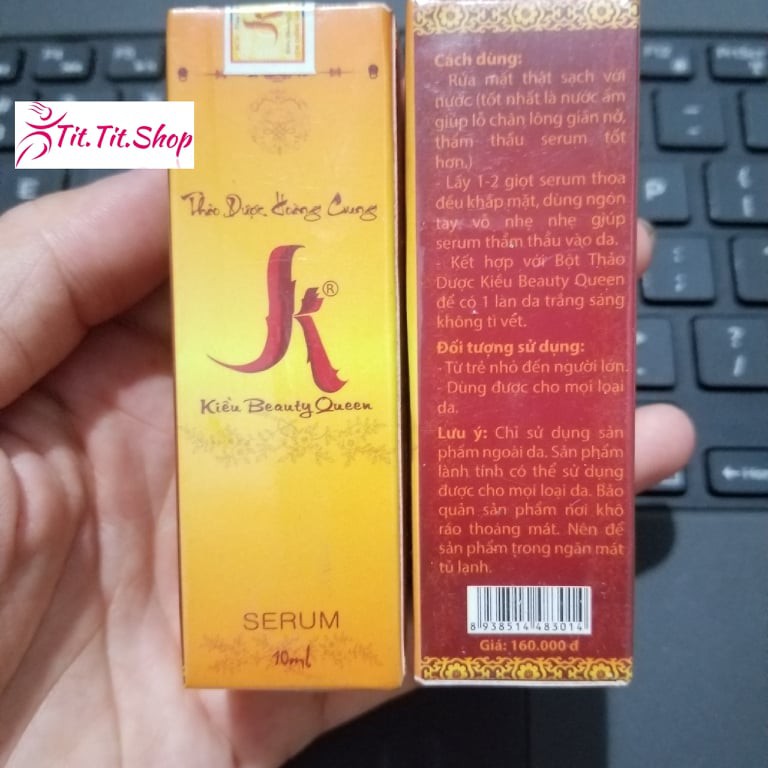 Kiều Beauty Queen
Tit.Tit.Shop
Thảo Dược Hoàng Cung
K®
Kiều Beauty Queen
SERUM
10ml
Cách dùng:
- Rửa mặt thật sạch với
nước (tốt nhất là nước ấm
giúp lỗ chân lông giãn nở,
thẩm thấu serum tốt
hơn.)
- Lấy 1-2 giọt serum thoa
đều khắp mặt, dùng ngón
tay vỗ nhẹ nhẹ giúp
serum thẩm thấu vào da.
- Kết hợp với Bột Thảo
Dược Kiều Beauty Queen
để có 1 làn da trắng sáng
không tì vết.
Đối tượng sử dụng:
- Từ trẻ nhỏ đến người lớn.
- Dùng được cho mọi loại
da.
Lưu ý: Chỉ sử dụng sản
phẩm ngoài da. Sản phẩm
lành tính có thể sử dụng
được cho mọi loại da. Bảo
quản sản phẩm nơi khô
ráo thoáng mát. Nên để
sản phẩm trong ngăn mát
tủ lạnh.
8 938514 483014
Giá: 160.000 đ